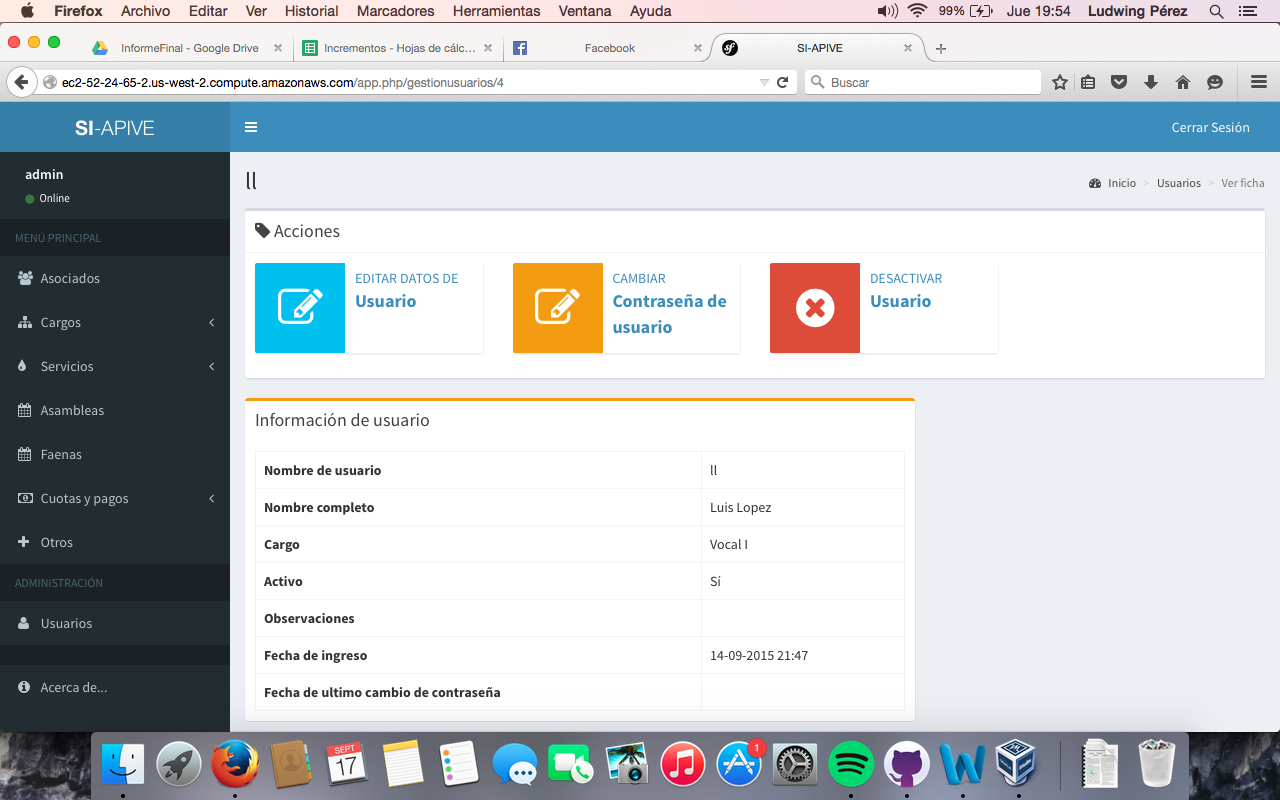 Firefox Archivo Editar Ver Historial Marcadores Herramientas Ventana Ayuda 99% Jue 19:54 Ludwing Pérez
InformeFinal - Google Drive Incrementos - Hojas de cálc... Facebook SI-APIVE
ec2-52-24-65-2.us-west-2.compute.amazonaws.com/app.php/gestionusuarios/4 Buscar
SI-APIVE Cerrar Sesión
admin
Online
MENÚ PRINCIPAL
Asociados
Cargos
Servicios
Asambleas
Faenas
Cuotas y pagos
Otros
ADMINISTRACIÓN
Usuarios
Acerca de...
ll Inicio > Usuarios > Ver ficha
Acciones
EDITAR DATOS DE
Usuario
CAMBIAR
Contraseña de
usuario
DESACTIVAR
Usuario
Información de usuario
Nombre de usuario ll
Nombre completo Luis Lopez
Cargo Vocal I
Activo Sí
Observaciones
Fecha de ingreso 14-09-2015 21:47
Fecha de ultimo cambio de contraseña
SEPT
17
1